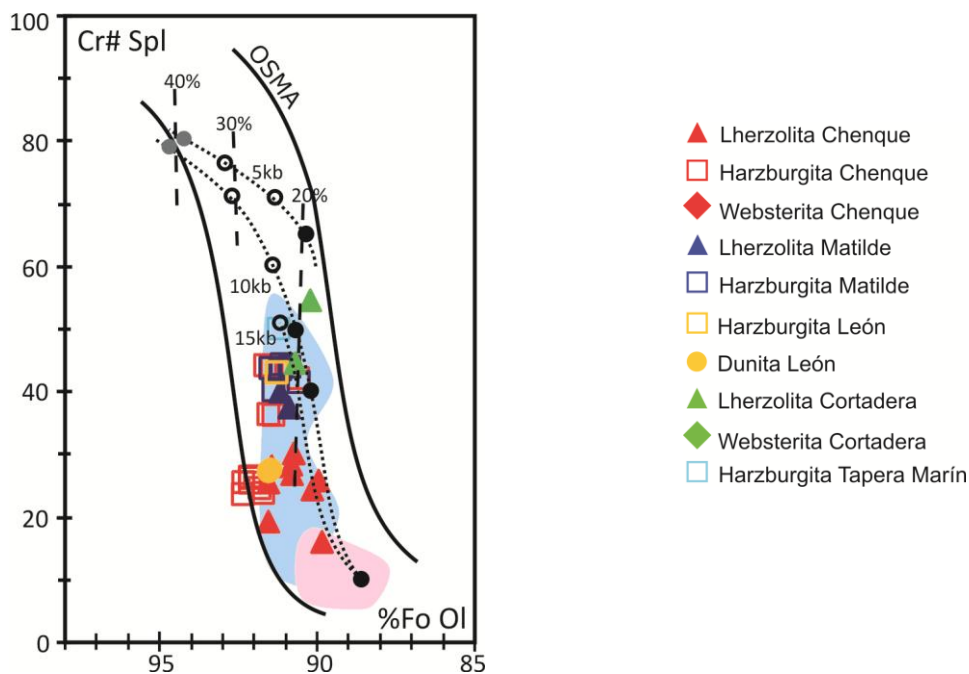 100
80
60
40
20
0
Cr# Spl
OSMA
40%
30%
5kb
20%
10kb
15kb
%Fo Ol
95
90
85
Lherzolita Chenque
Harzburgita Chenque
Websterita Chenque
Lherzolita Matilde
Harzburgita Matilde
Harzburgita León
Dunita León
Lherzolita Cortadera
Websterita Cortadera
Harzburgita Tapera Marín